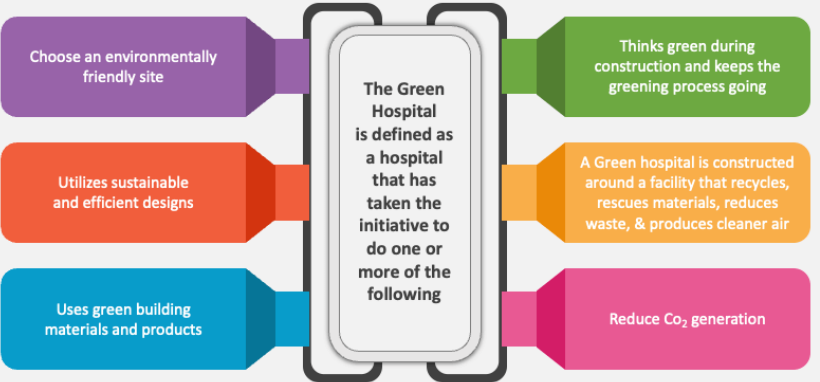 Choose an environmentally
friendly site
Utilizes sustainable
and efficient designs
Uses green building
materials and products
The Green
Hospital
is defined as
a hospital
that has
taken the
initiative to
do one or
more of the
following
Thinks green during
construction and keeps the
greening process going
A Green hospital is constructed
around a facility that recycles,
rescues materials, reduces
waste, & produces cleaner air
Reduce Co₂ generation